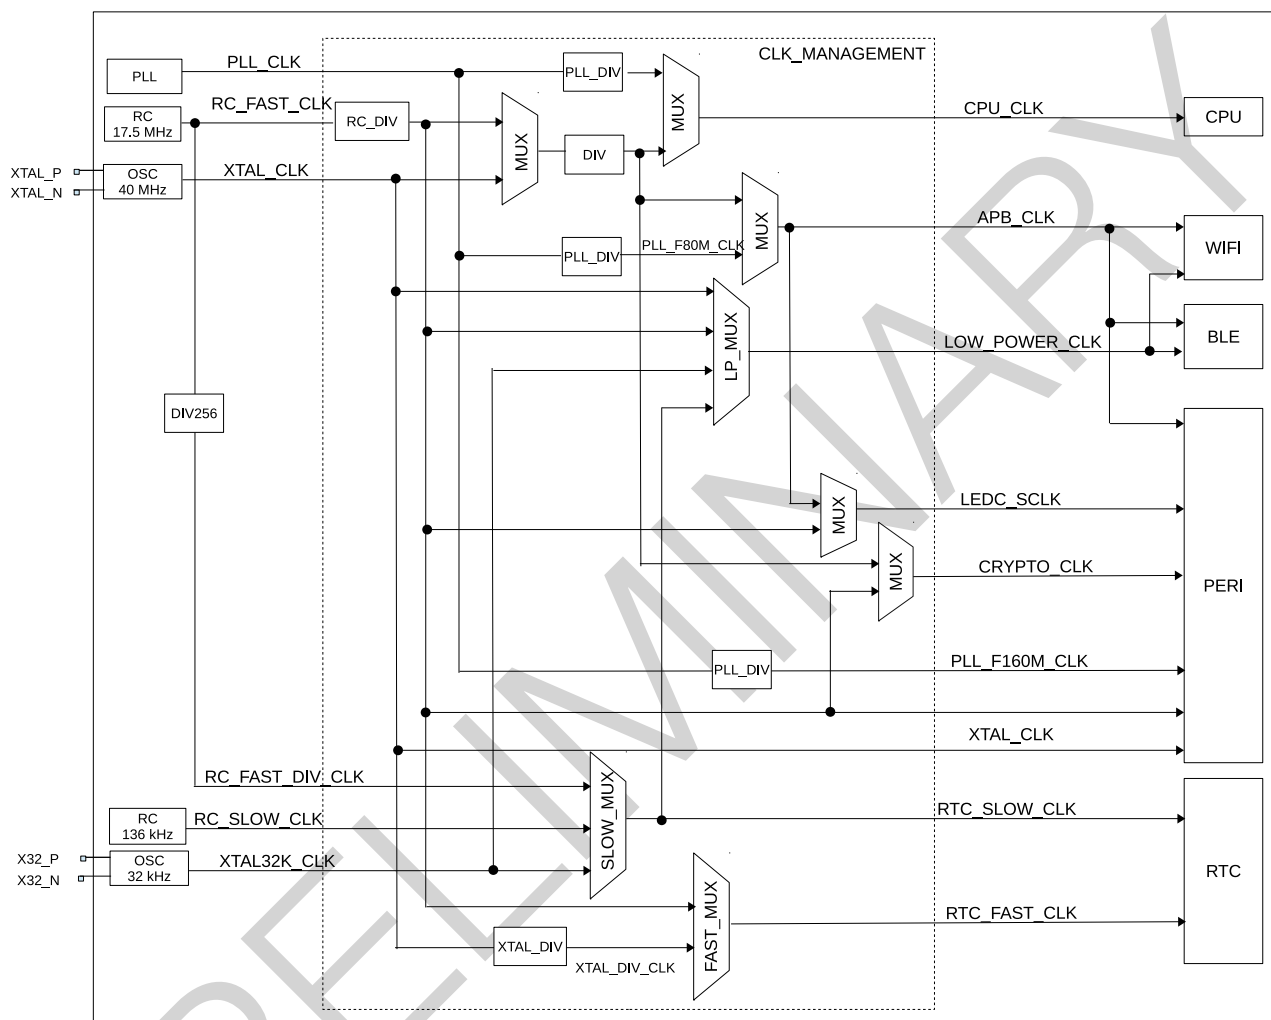 CLK_MANAGEMENT
PLL
PLL_CLK
PLL_DIV
MUX
CPU_CLK
CPU
RC
17.5 MHz
RC_FAST_CLK
RC_DIV
MUX
DIV
XTAL_P
XTAL_N
OSC
40 MHz
XTAL_CLK
MUX
APB_CLK
WIFI
PLL_DIV
PLL_F80M_CLK
LP_MUX
LOW_POWER_CLK
BLE
DIV256
MUX
LEDC_SCLK
MUX
CRYPTO_CLK
PERI
PLL_DIV
PLL_F160M_CLK
XTAL_CLK
RC_FAST_DIV_CLK
SLOW_MUX
RC
136 kHz
RC_SLOW_CLK
RTC_SLOW_CLK
X32_P
X32_N
OSC
32 kHz
XTAL32K_CLK
RTC
FAST_MUX
RTC_FAST_CLK
XTAL_DIV
XTAL_DIV_CLK
RELIMINARY